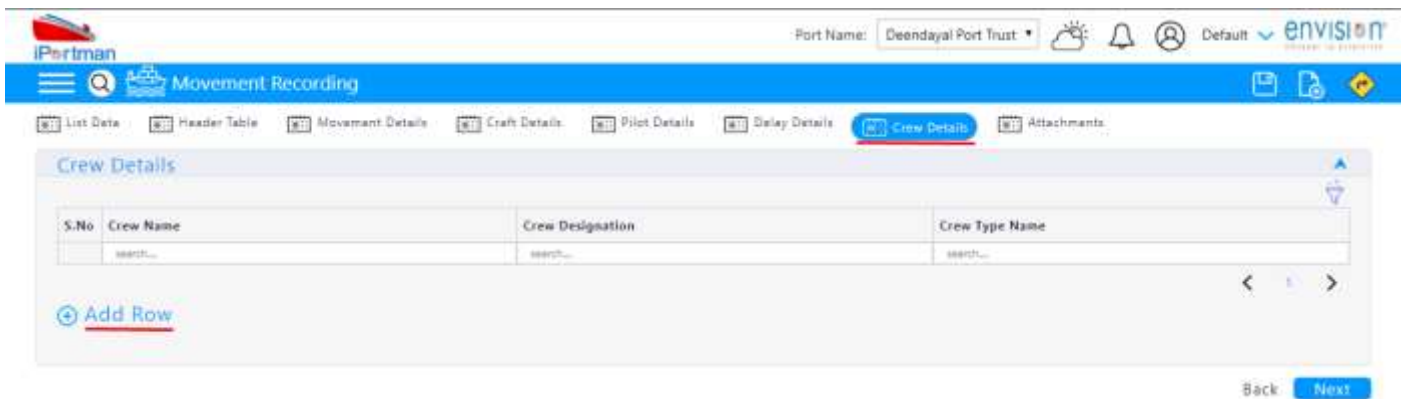 Port Name: Deendayal Port Trust Default envision
iPortman
Movement Recording
List Data Header Table Movement Details Craft Details Pilot Details Delay Details Crew Details Attachments
Crew Details
S.No Crew Name Crew Designation Crew Type Name
search... search... search...
1
Add Row
Back Next